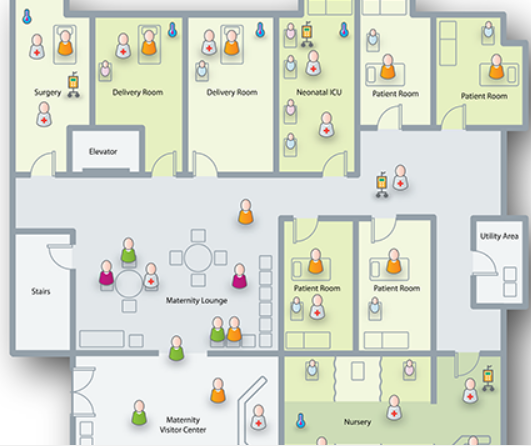 Surgery
Delivery Room
Delivery Room
Neonatal ICU
Patient Room
Patient Room
Elevator
Utility Area
Stairs
Maternity Lounge
Patient Room
Patient Room
Maternity
Visitor Center
Nursery